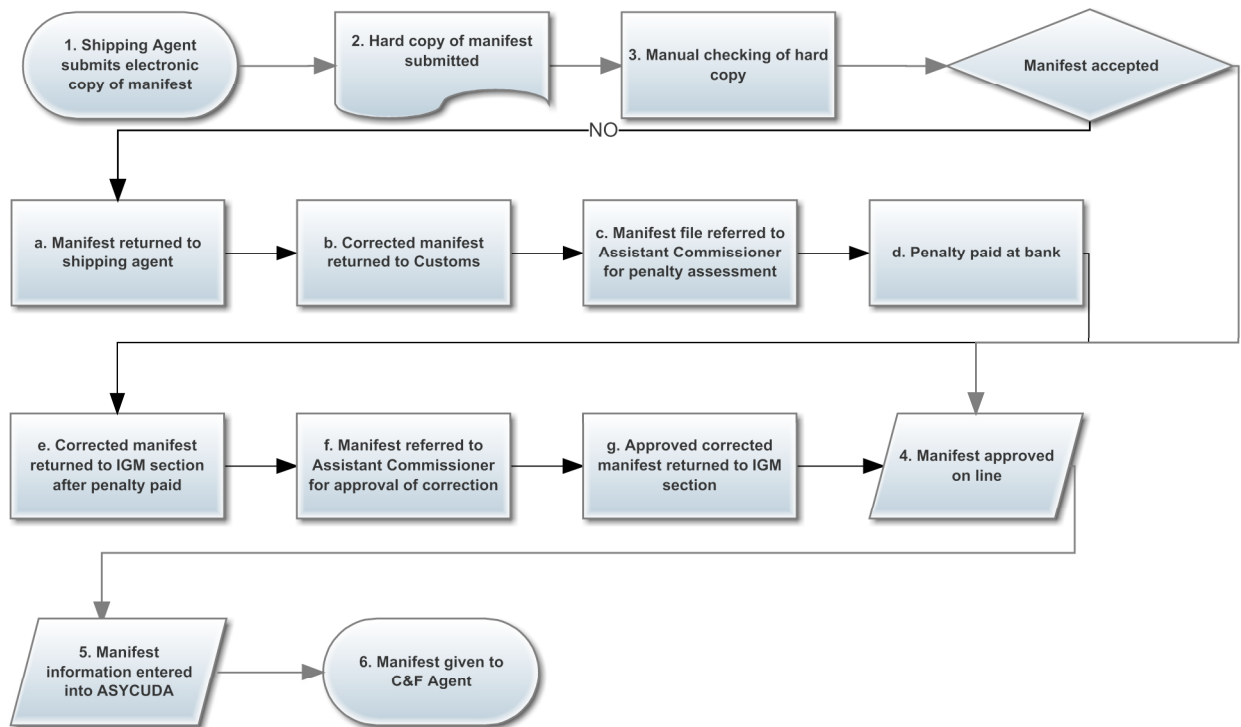 1. Shipping Agent
submits electronic
copy of manifest
2. Hard copy of manifest
submitted
3. Manual checking of hard
copy
Manifest accepted
NO
a. Manifest returned to
shipping agent
b. Corrected manifest
returned to Customs
c. Manifest file referred to
Assistant Commissioner
for penalty assessment
d. Penalty paid at bank
e. Corrected manifest
returned to IGM section
after penalty paid
f. Manifest referred to
Assistant Commissioner
for approval of correction
g. Approved corrected
manifest returned to IGM
section
4. Manifest approved
on line
5. Manifest
information entered
into ASYCUDA
6. Manifest given to
C&F Agent